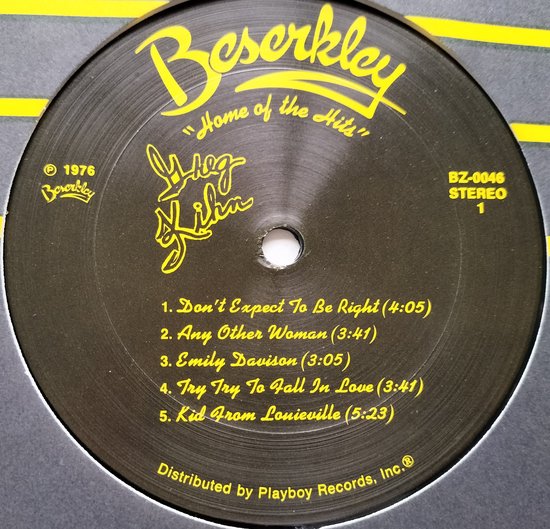 Beserkley
"Home of the Hits"
℗ 1976
Beserkley
Greg
Kihn
BZ-0046
STEREO
1
1. Don't Expect To Be Right (4:05)
2. Any Other Woman (3:41)
3. Emily Davison (3:05)
4. Try Try To Fall In Love (3:41)
5. Kid From Louieville (5:23)
Distributed by Playboy Records, Inc.®